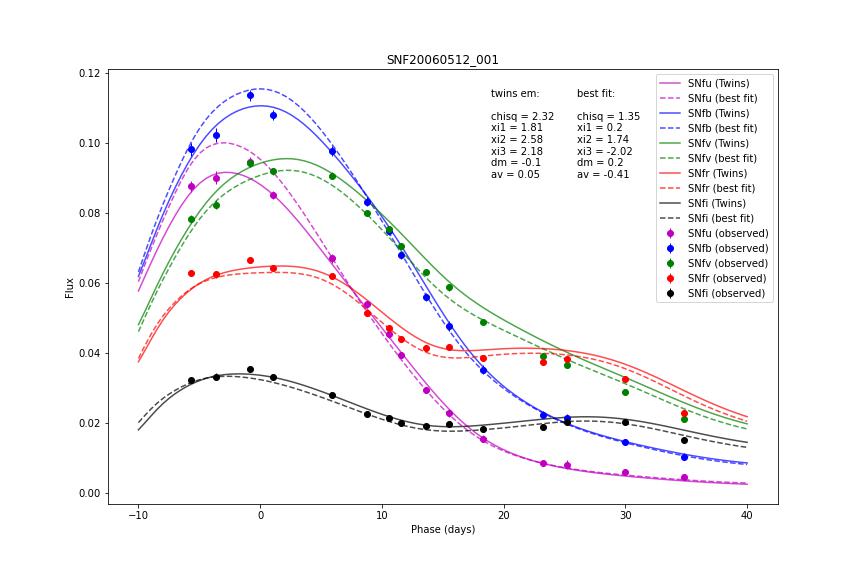 SNF20060512_001
twins em: best fit:
chisq = 2.32 chisq = 1.35
xi1 = 1.81 xi1 = 0.2
xi2 = 2.58 xi2 = 1.74
xi3 = 2.18 xi3 = -2.02
dm = -0.1 dm = 0.2
av = 0.05 av = -0.41
SNfu (Twins)
SNfu (best fit)
SNfb (Twins)
SNfb (best fit)
SNfv (Twins)
SNfv (best fit)
SNfr (Twins)
SNfr (best fit)
SNfi (Twins)
SNfi (best fit)
SNfu (observed)
SNfb (observed)
SNfv (observed)
SNfr (observed)
SNfi (observed)
Flux
0.12
0.10
0.08
0.06
0.04
0.02
0.00
−10 0 10 20 30 40
Phase (days)